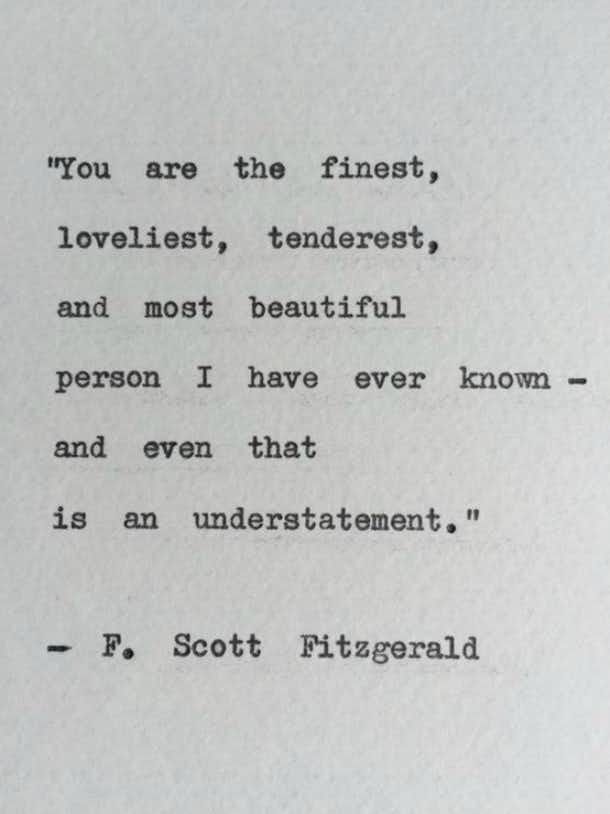 "You are the finest,
loveliest, tenderest,
and most beautiful
person I have ever known -
and even that
is an understatement."
- F. Scott Fitzgerald